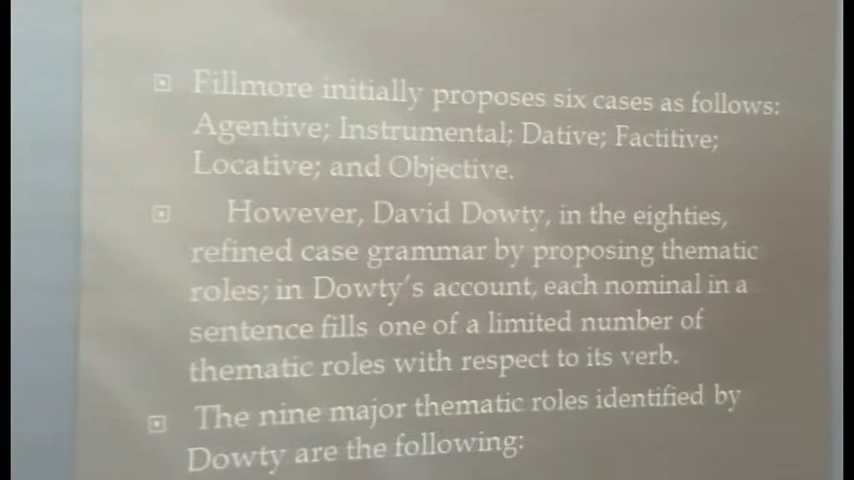 Fillmore initially proposes six cases as follows:
Agentive; Instrumental; Dative; Factitive;
Locative; and Objective.
However, David Dowty, in the eighties,
refined case grammar by proposing thematic
roles; in Dowty's account, each nominal in a
sentence fills one of a limited number of
thematic roles with respect to its verb.
The nine major thematic roles identified by
Dowty are the following: